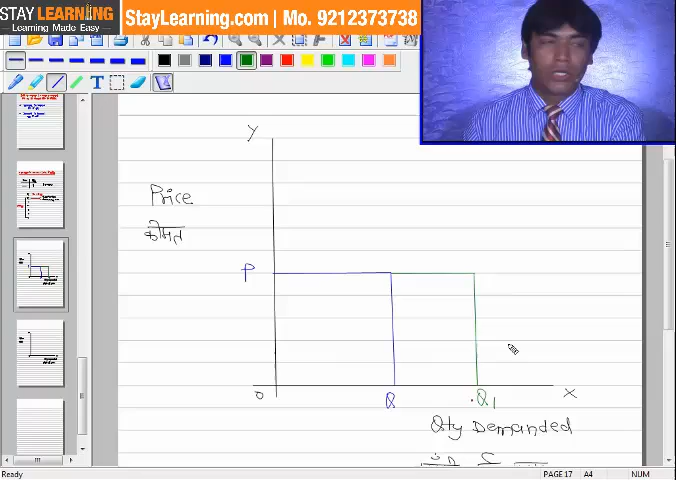 STAY LEARNING
Learning Made Easy
StayLearning.com | Mo. 9212373738
T
Y
Price
कीमत
P
O
Q
Q1
X
Qty Demanded
Ready
PAGE 17
A4
NUM